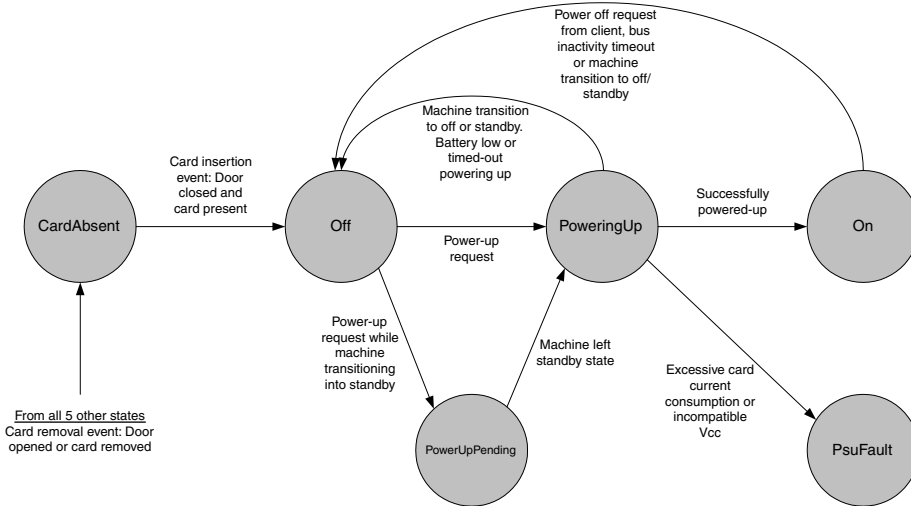 Power off request
from client, bus
inactivity timeout
or machine
transition to off/
standby
Machine transition
to off or standby.
Battery low or
timed-out
powering up
Card insertion
event: Door
closed and
card present
CardAbsent
Off
Power-up
request
PoweringUp
Successfully
powered-up
On
Power-up
request while
machine
transitioning
into standby
Machine left
standby state
Excessive card
current
consumption or
incompatible
Vcc
From all 5 other states
Card removal event: Door
opened or card removed
PowerUpPending
PsuFault